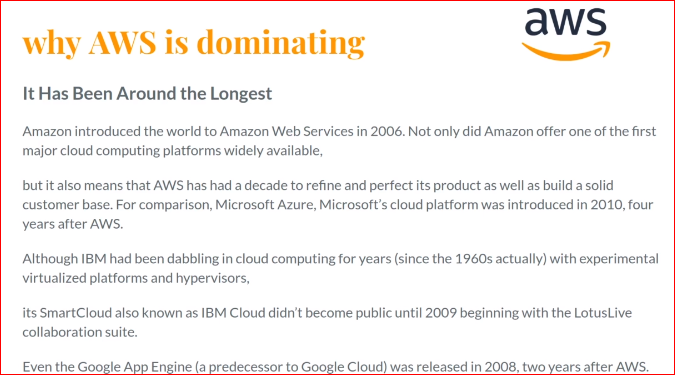 why AWS is dominating
aws
It Has Been Around the Longest
Amazon introduced the world to Amazon Web Services in 2006. Not only did Amazon offer one of the first
major cloud computing platforms widely available,
but it also means that AWS has had a decade to refine and perfect its product as well as build a solid
customer base. For comparison, Microsoft Azure, Microsoft’s cloud platform was introduced in 2010, four
years after AWS.
Although IBM had been dabbling in cloud computing for years (since the 1960s actually) with experimental
virtualized platforms and hypervisors,
its SmartCloud also known as IBM Cloud didn’t become public until 2009 beginning with the LotusLive
collaboration suite.
Even the Google App Engine (a predecessor to Google Cloud) was released in 2008, two years after AWS.